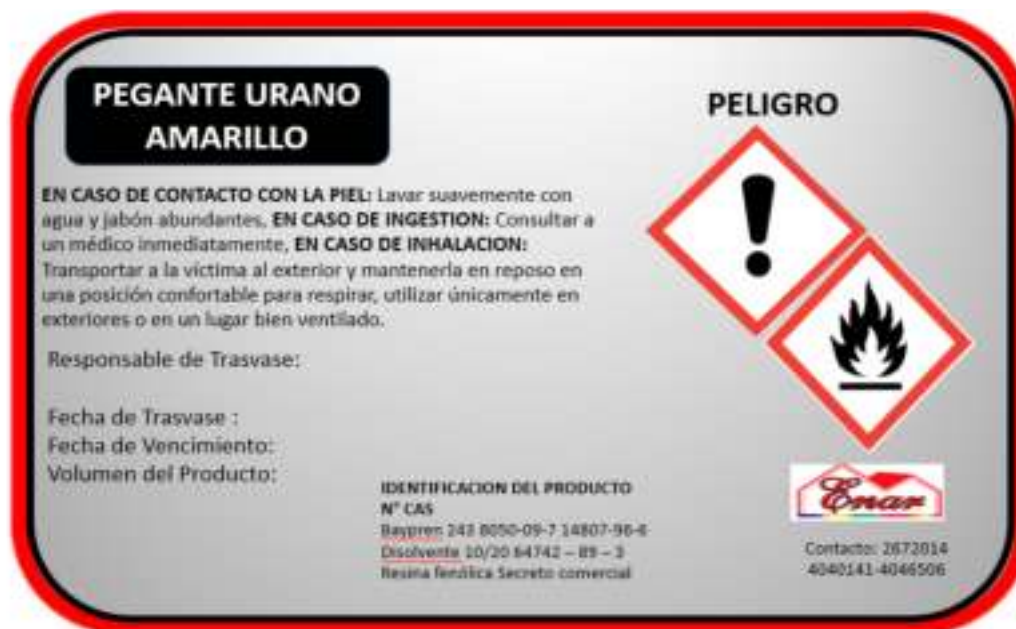 PEGANTE URANO
AMARILLO
PELIGRO
EN CASO DE CONTACTO CON LA PIEL: Lavar suavemente con
agua y jabón abundantes, EN CASO DE INGESTION: Consultar a
un médico inmediatamente, EN CASO DE INHALACION:
Transportar a la víctima al exterior y mantenerla en reposo en
una posición confortable para respirar, utilizar únicamente en
exteriores o en un lugar bien ventilado.
Responsable de Trasvase:
Fecha de Trasvase :
Fecha de Vencimiento:
Volumen del Producto:
IDENTIFICACION DEL PRODUCTO
N° CAS
Baypren 243 8050-09-7 14807-96-6
Disolvente 10/20 64742 – 89 – 3
Resina fenólica Secreto comercial
Enar
Contacto: 2672014
4040141-4046506